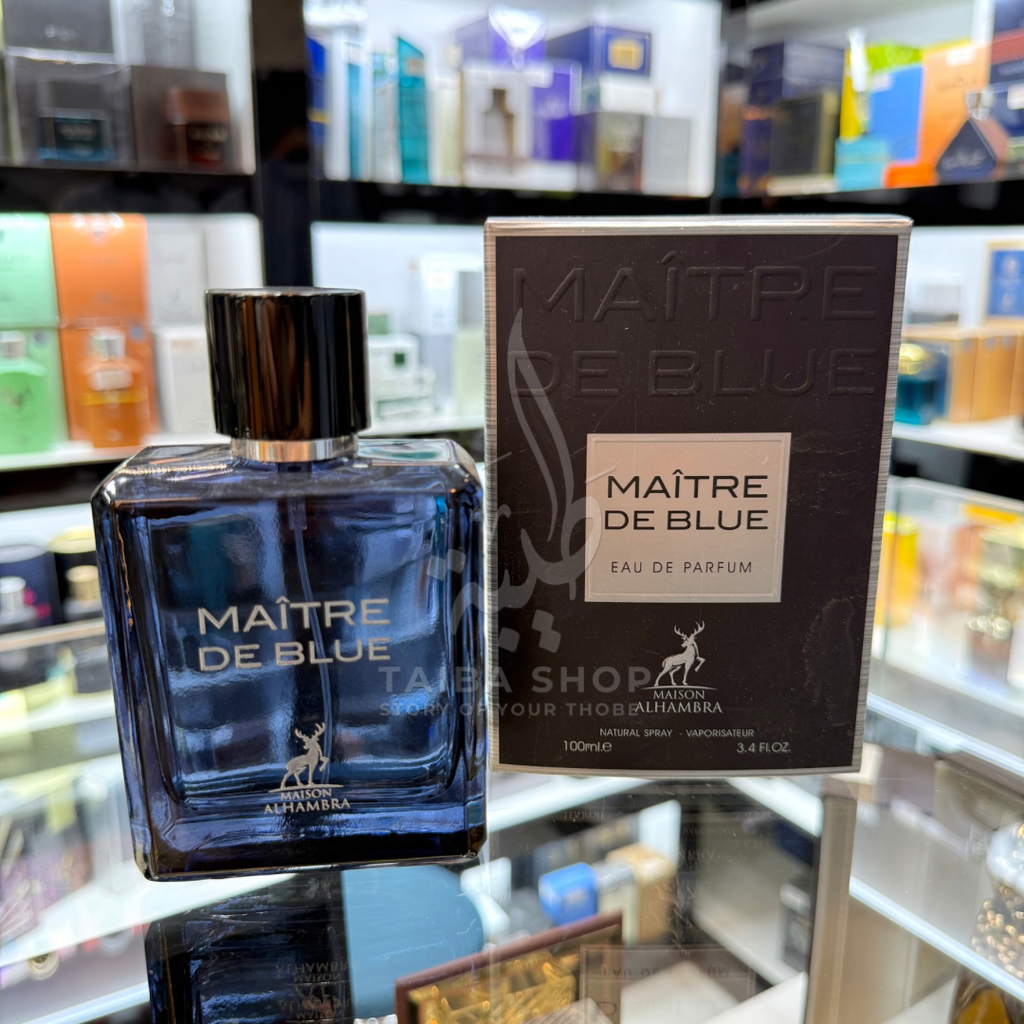 MAÎTRE
DE BLUE
MAISON
ALHAMBRA
MAÎTRE
DE BLUE
MAÎTRE
DE BLUE
EAU DE PARFUM
MAISON
ALHAMBRA
NATURAL SPRAY - VAPORISATEUR
100ml.e 3.4 FL.OZ.
طيبة
TAIBA SHOP
STORY OF YOUR THOBE